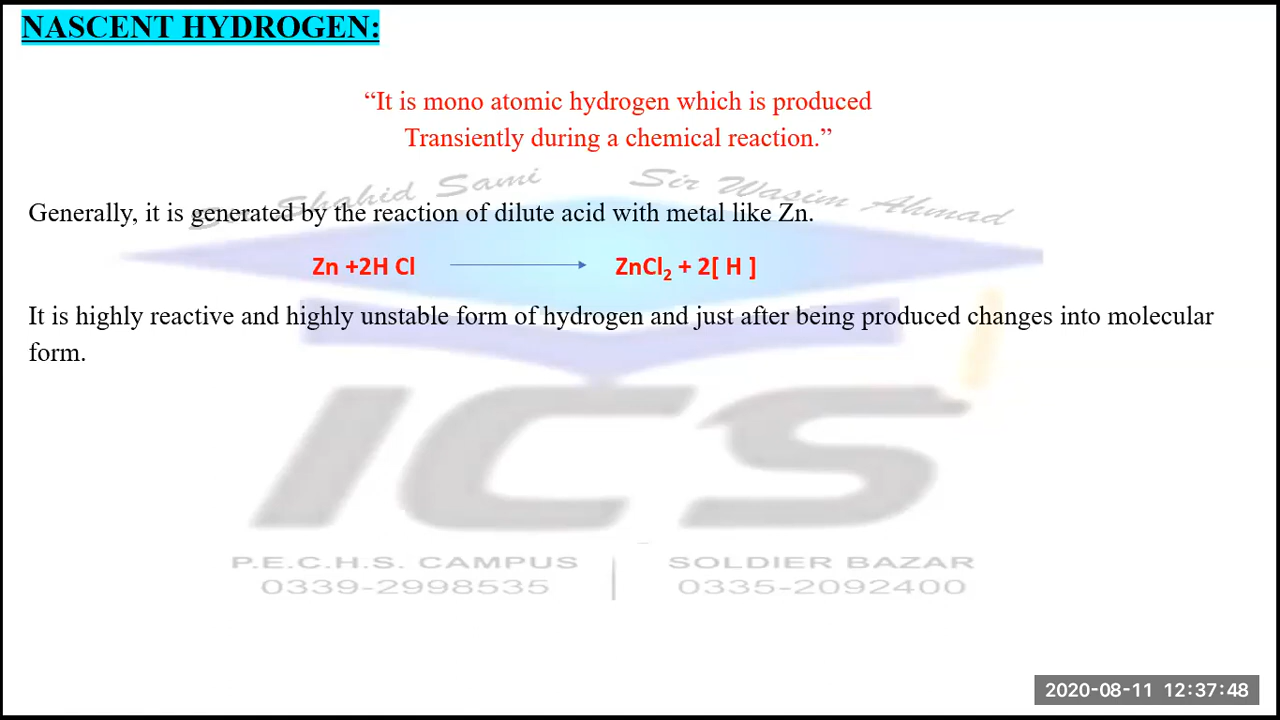 NASCENT HYDROGEN:
“It is mono atomic hydrogen which is produced
Transiently during a chemical reaction.”
Shahid Sami Sir Wasim Ahmad
Generally, it is generated by the reaction of dilute acid with metal like Zn.
Zn +2H Cl ZnCl₂ + 2[ H ]
It is highly reactive and highly unstable form of hydrogen and just after being produced changes into molecular
form.
ICS
P.E.C.H.S. CAMPUS | SOLDIER BAZAR
0339-2998535 | 0335-2092400
2020-08-11 12:37:48